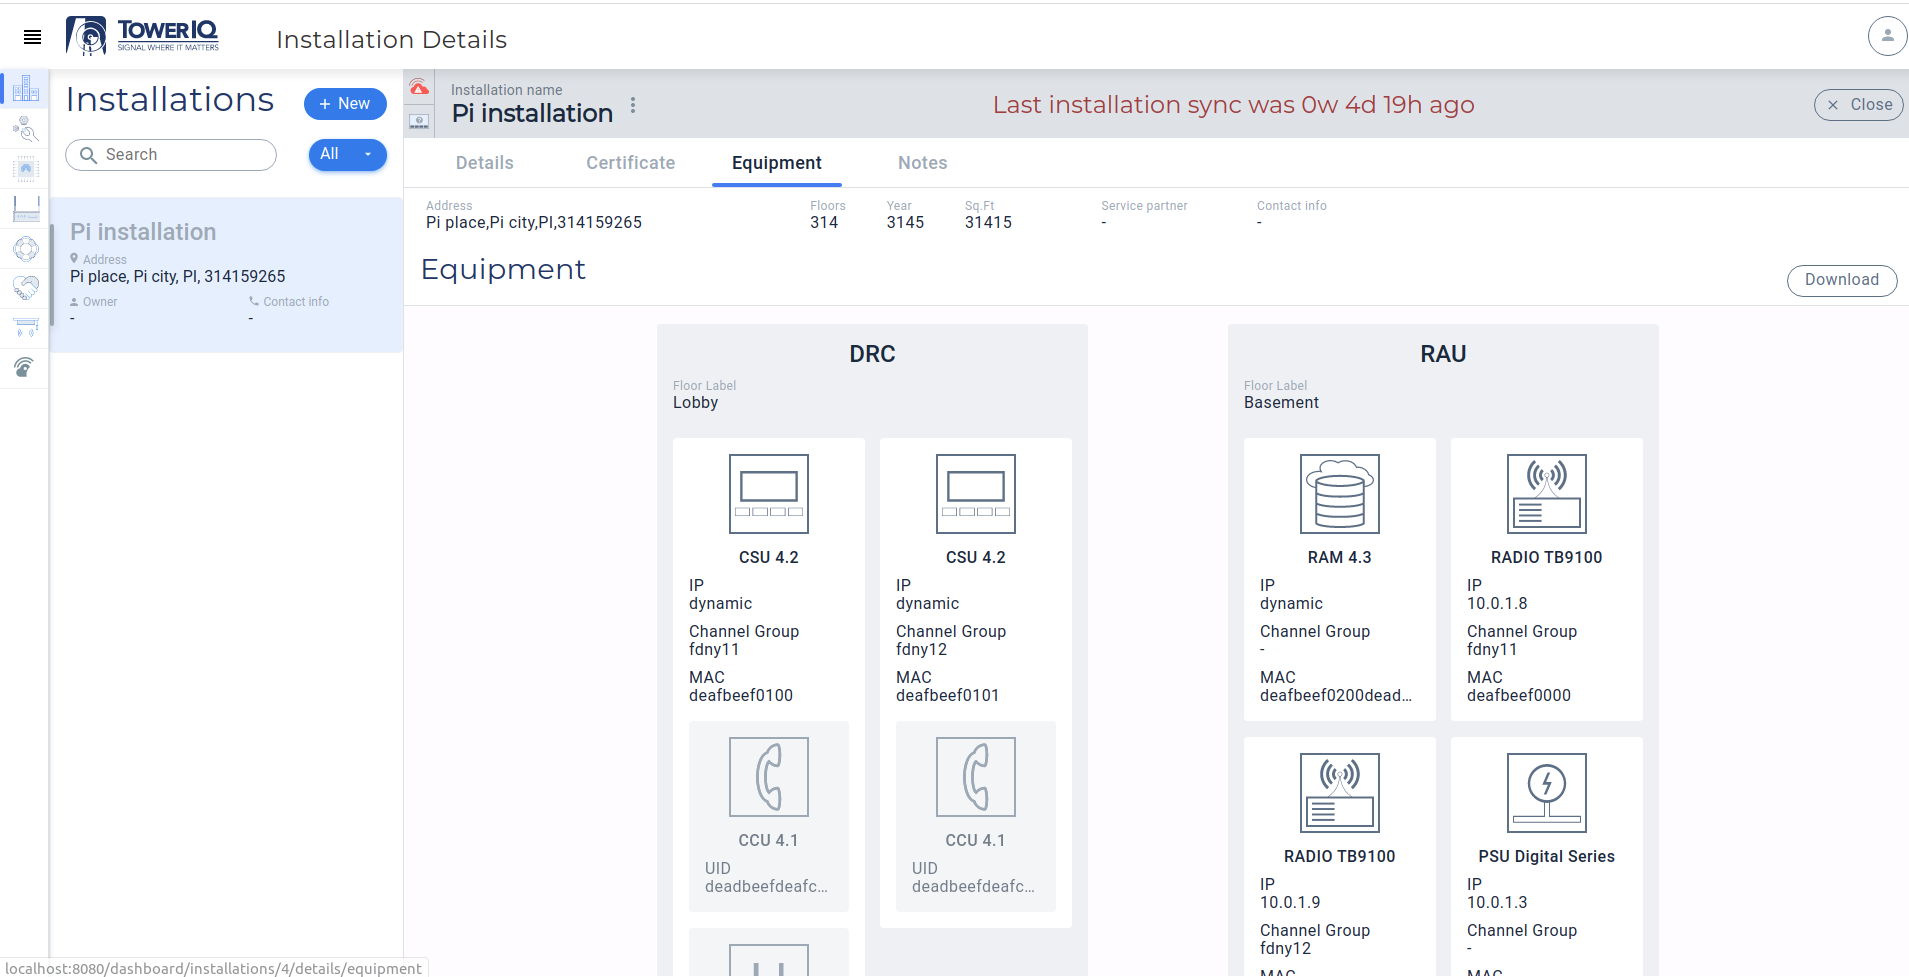 TOWERIQ
SIGNAL WHERE IT MATTERS
Installation Details
Installations
+ New
Search
All
Pi installation
Address
Pi place, Pi city, PI, 314159265
Owner
Contact info
-
-
Installation name
Pi installation
Last installation sync was 0w 4d 19h ago
× Close
Details
Certificate
Equipment
Notes
Address
Pi place,Pi city,PI,314159265
Floors
314
Year
3145
Sq.Ft
31415
Service partner
-
Contact info
-
Equipment
Download
DRC
Floor Label
Lobby
CSU 4.2
IP
dynamic
Channel Group
fdny11
MAC
deafbeef0100
CCU 4.1
UID
deadbeefdeafc...
CSU 4.2
IP
dynamic
Channel Group
fdny12
MAC
deafbeef0101
CCU 4.1
UID
deadbeefdeafc...
RAU
Floor Label
Basement
RAM 4.3
IP
dynamic
Channel Group
-
MAC
deafbeef0200dead...
RADIO TB9100
IP
10.0.1.8
Channel Group
fdny11
MAC
deafbeef0000
RADIO TB9100
IP
10.0.1.9
Channel Group
fdny12
MAC
PSU Digital Series
IP
10.0.1.3
Channel Group
-
MAC
localhost:8080/dashboard/installations/4/details/equipment